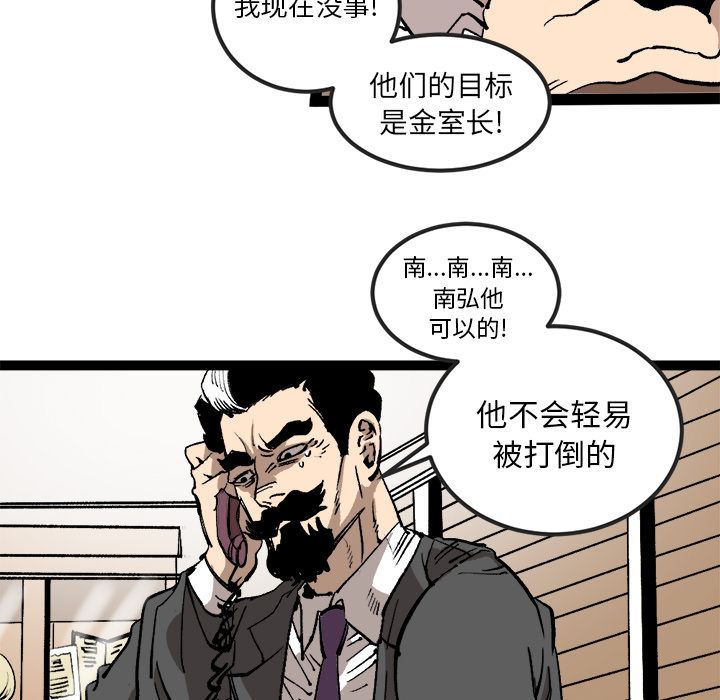 我现在没事!
他们的目标
是金室长!
南...南...南...
南弘他
可以的!
他不会轻易
被打倒的